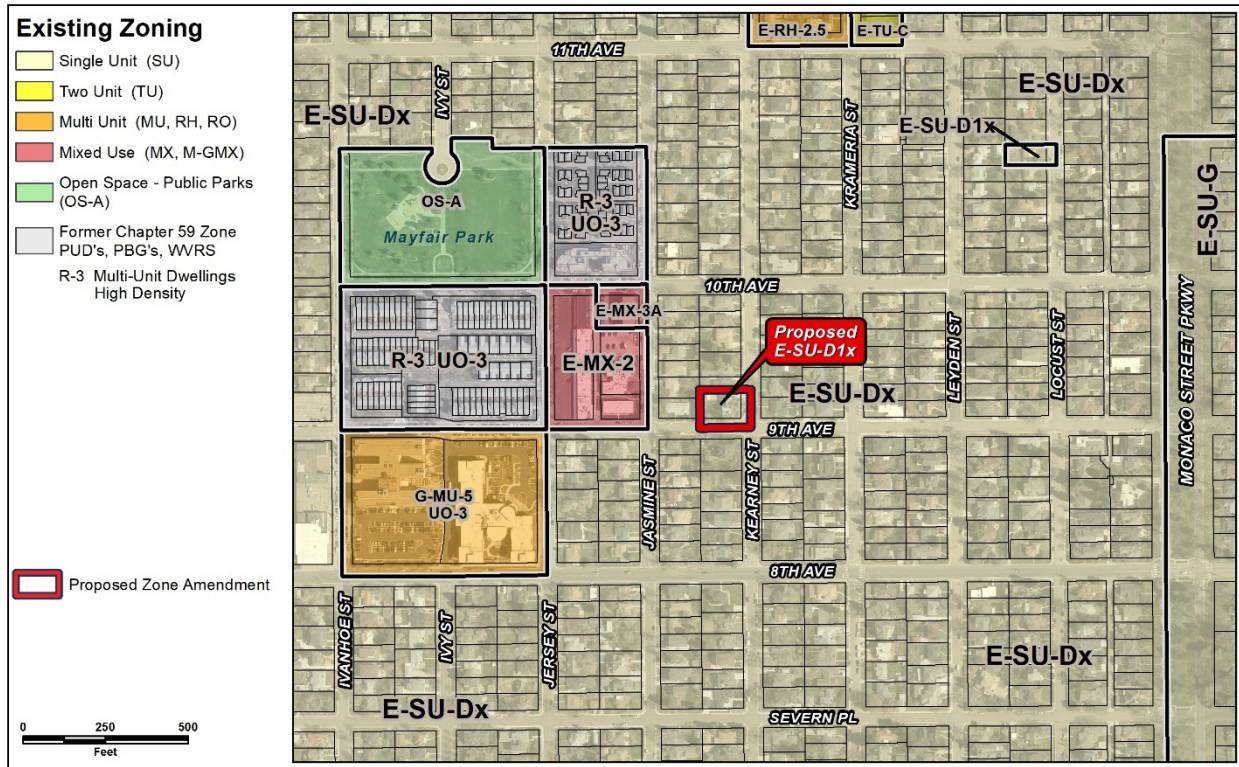 Existing Zoning
Single Unit (SU)
Two Unit (TU)
Multi Unit (MU, RH, RO)
Mixed Use (MX, M-GMX)
Open Space - Public Parks
(OS-A)
Former Chapter 59 Zone
PUD's, PBG's, WVRS
R-3 Multi-Unit Dwellings
High Density
Proposed Zone Amendment
0 250 500
Feet
E-RH-2.5
E-TU-C
11TH AVE
IVY ST
E-SU-Dx
KRAMERIA ST
E-SU-Dx
E-SU-D1x
E-SU-G
OS-A
Mayfair Park
R-3
UO-3
10TH AVE
E-MX-3A
Proposed
E-SU-D1x
R-3 UO-3
E-MX-2
E-SU-Dx
LEYDEN ST
LOCUST ST
MONACO STREET PKWY
9TH AVE
G-MU-5
UO-3
JASMINE ST
KEARNEY ST
8TH AVE
IVANHOE ST
IVY ST
JERSEY ST
E-SU-Dx
E-SU-Dx
SEVERN PL